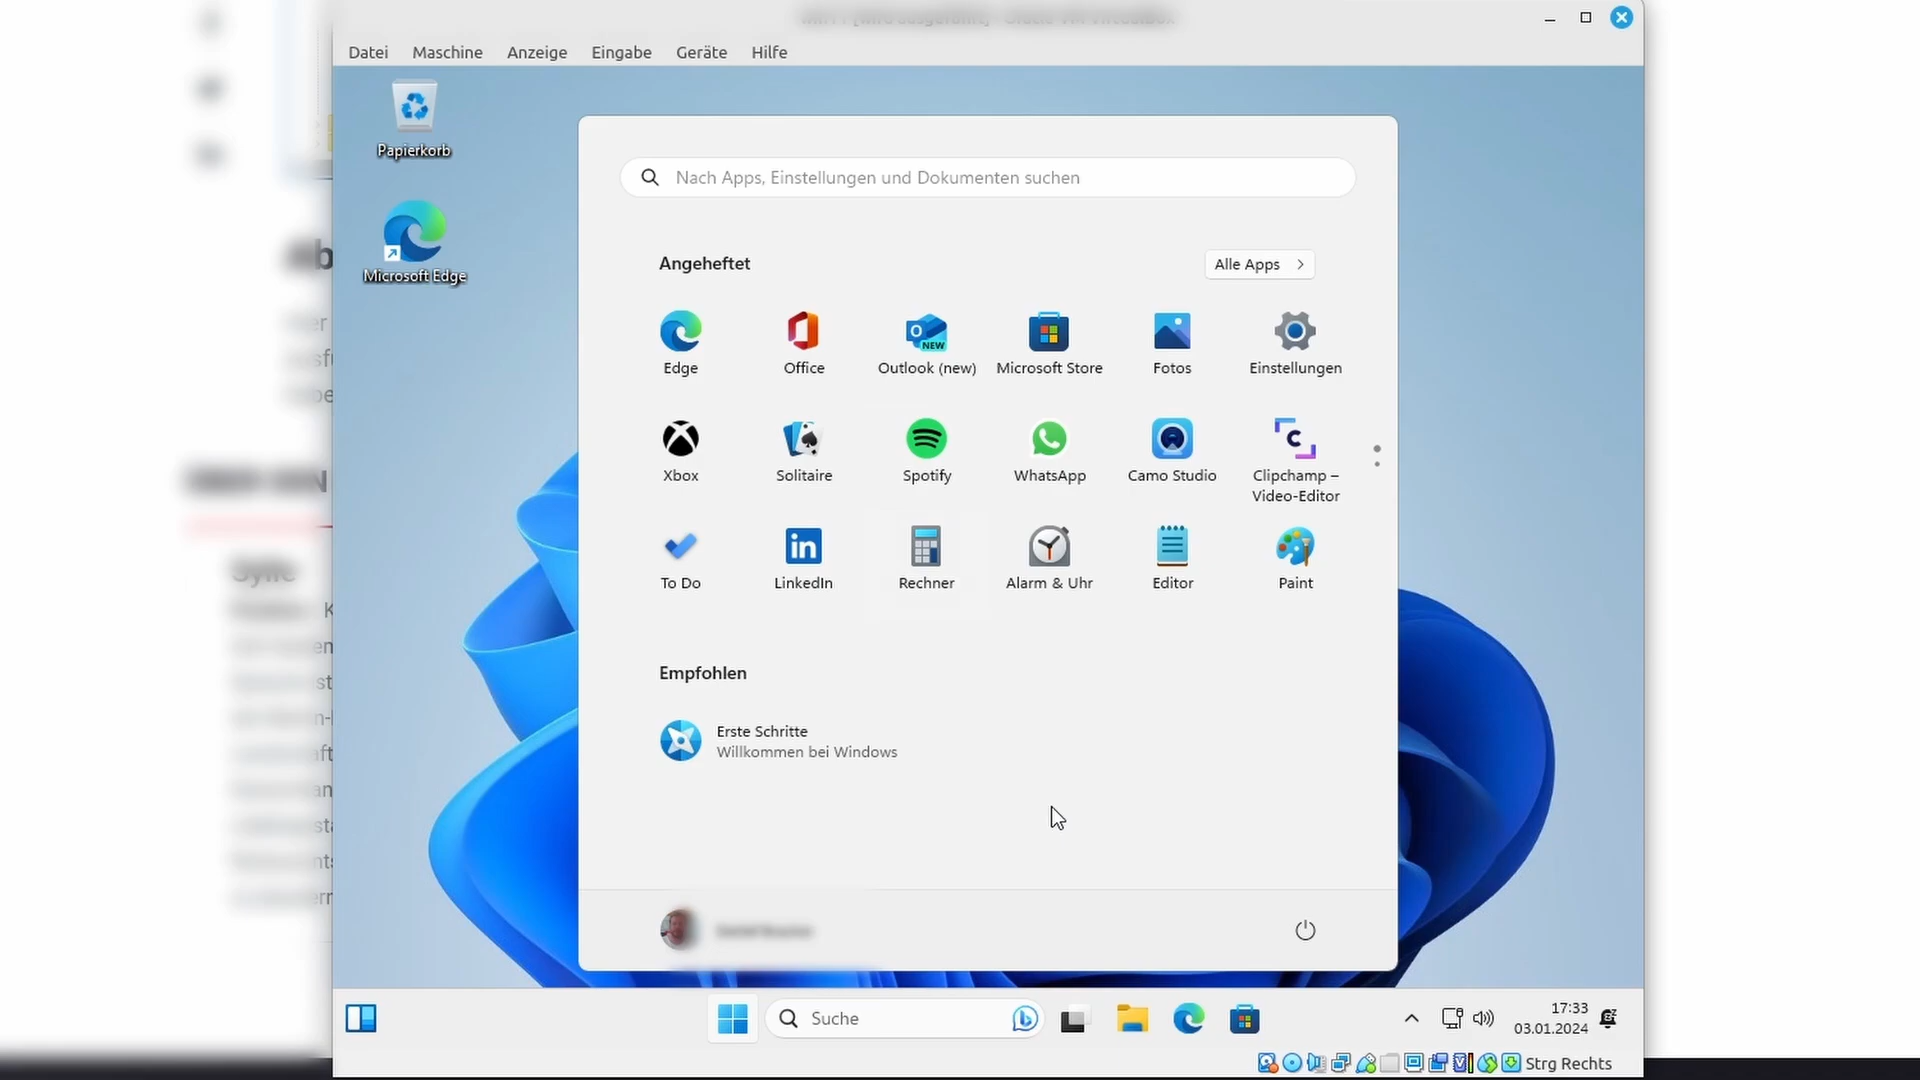 Datei Maschine Anzeige Eingabe Geräte Hilfe
Papierkorb
Microsoft Edge
Nach Apps, Einstellungen und Dokumenten suchen
Angeheftet
Alle Apps
Edge
Office
Outlook (new)
Microsoft Store
Fotos
Einstellungen
Xbox
Solitaire
Spotify
WhatsApp
Camo Studio
Clipchamp –
Video-Editor
To Do
LinkedIn
Rechner
Alarm & Uhr
Editor
Paint
Empfohlen
Erste Schritte
Willkommen bei Windows
Suche
17:33
03.01.2024
Strg Rechts